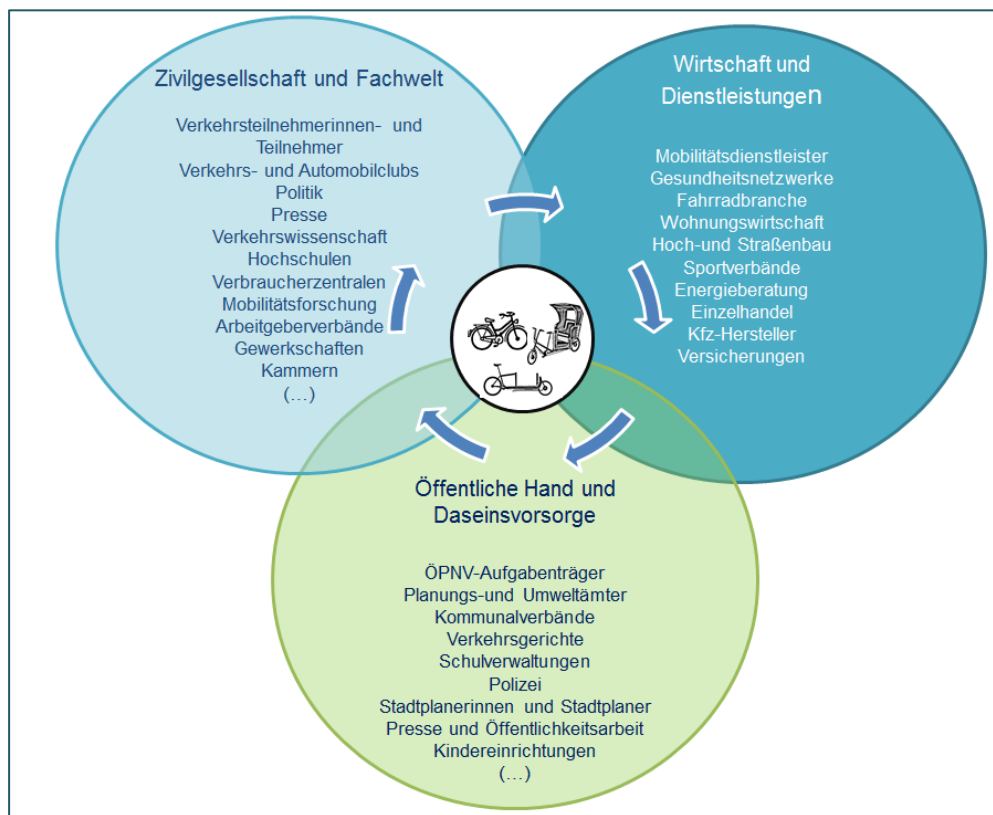 Zivilgesellschaft und Fachwelt
Verkehrsteilnehmerinnen- und
Teilnehmer
Verkehrs- und Automobilclubs
Politik
Presse
Verkehrswissenschaft
Hochschulen
Verbraucherzentralen
Mobilitätsforschung
Arbeitgeberverbände
Gewerkschaften
Kammern
(…)
Wirtschaft und
Dienstleistungen
Mobilitätsdienstleister
Gesundheitsnetzwerke
Fahrradbranche
Wohnungswirtschaft
Hoch-und Straßenbau
Sportverbände
Energieberatung
Einzelhandel
Kfz-Hersteller
Versicherungen
Öffentliche Hand und
Daseinsvorsorge
ÖPNV-Aufgabenträger
Planungs-und Umweltämter
Kommunalverbände
Verkehrsgerichte
Schulverwaltungen
Polizei
Stadtplanerinnen und Stadtplaner
Presse und Öffentlichkeitsarbeit
Kindereinrichtungen
(…)